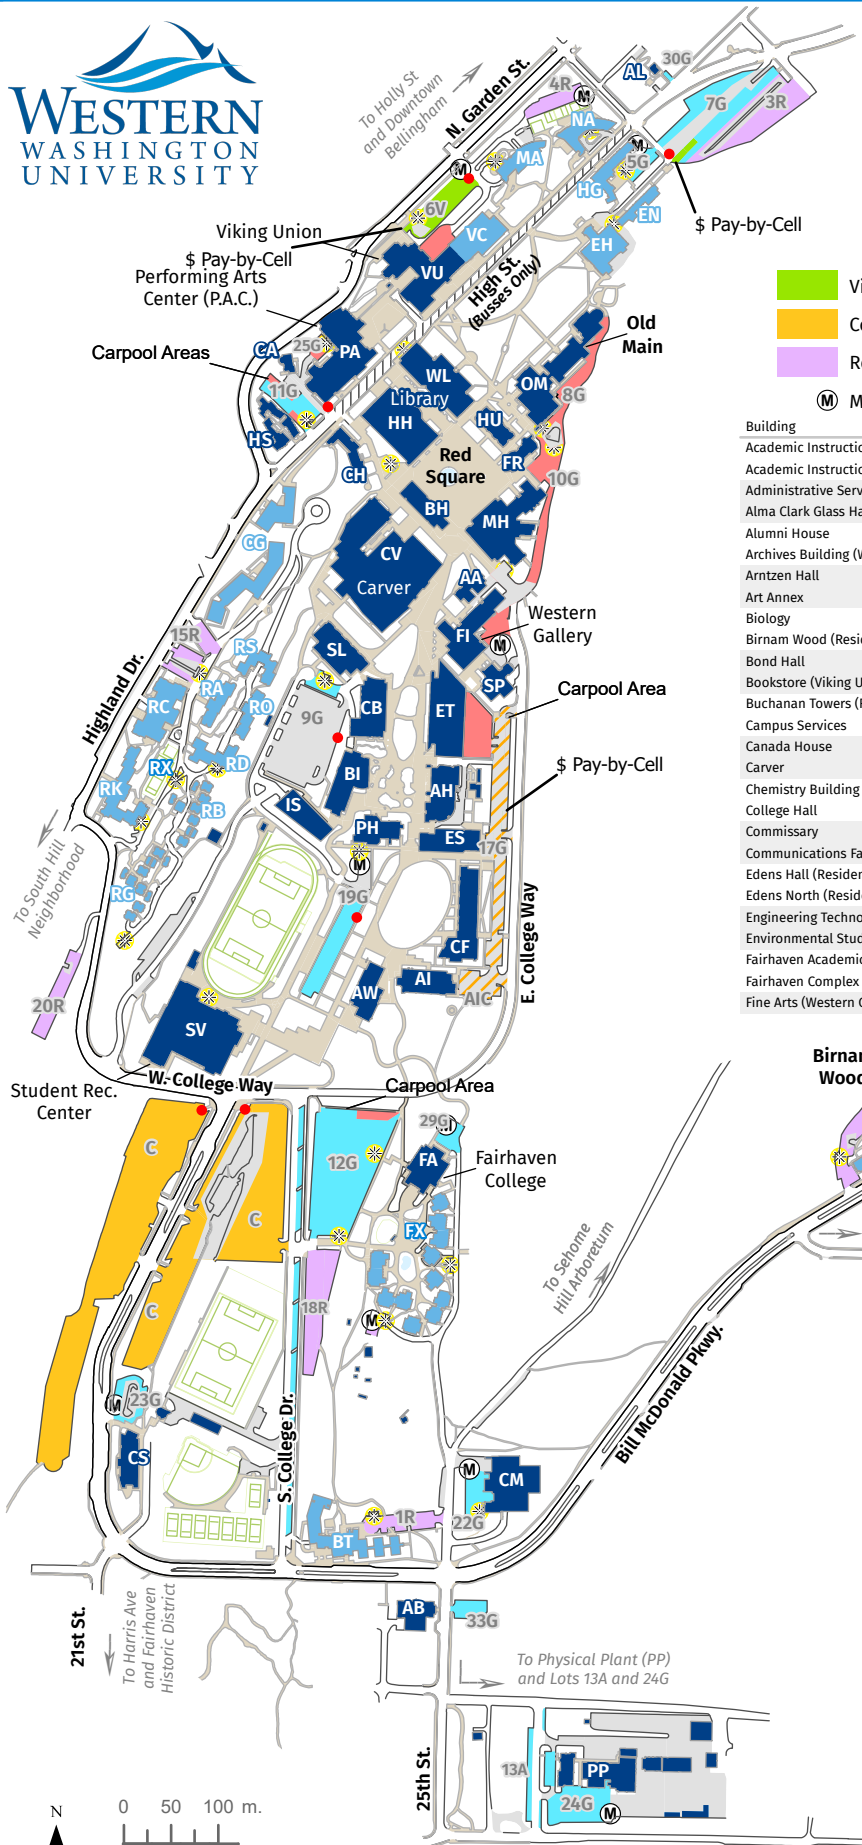 WESTERN
WASHINGTON
UNIVERSITY
To Holly St
and Downtown
Bellingham
N. Garden St.
4R
M
NA
AL
30G
7G
3R
M
5G
M
MA
HG
EN
EH
6V
$ Pay-by-Cell
Viking Union
$ Pay-by-Cell
Performing Arts
Center (P.A.C.)
VC
VU
High St.
(Busses Only)
Carpool Areas
CA
25G
PA
11G
HS
WL
Library
HH
Old
Main
OM
8G
HU
Red
Square
FR
CH
10G
BH
MH
CV
Carver
CG
AA
Western
Gallery
FI
M
15R
RS
SL
SP
Carpool Area
Highland Dr.
RA
RC
RO
9G
CB
ET
$ Pay-by-Cell
RX
RD
RK
BI
AH
RB
IS
PH
ES
17G
M
To South Hill
Neighborhood
RG
19G
E. College Way
CF
20R
AW
AI
AIC
SV
Student Rec.
Center
W. College Way
Carpool Area
29G
M
C
12G
FA
Fairhaven
College
C
FX
To Sehome
Hill Arboretum
C
18R
M
Bill McDonald Pkwy.
23G
M
CS
S. College Dr.
M
CM
1R
22G
BT
21st St.
To Harris Ave
and Fairhaven
Historic District
AB
33G
To Physical Plant (PP)
and Lots 13A and 24G
25th St.
13A
PP
24G
M
N
0 50 100 m.
Vi
Co
Re
M M
Building
Academic Instructio
Academic Instructio
Administrative Serv
Alma Clark Glass Ha
Alumni House
Archives Building (W
Arntzen Hall
Art Annex
Biology
Birnam Wood (Resid
Bond Hall
Bookstore (Viking U
Buchanan Towers (R
Campus Services
Canada House
Carver
Chemistry Building
College Hall
Commissary
Communications Fa
Edens Hall (Residen
Edens North (Reside
Engineering Techno
Environmental Stud
Fairhaven Academic
Fairhaven Complex
Fine Arts (Western G
Birnam
Wood